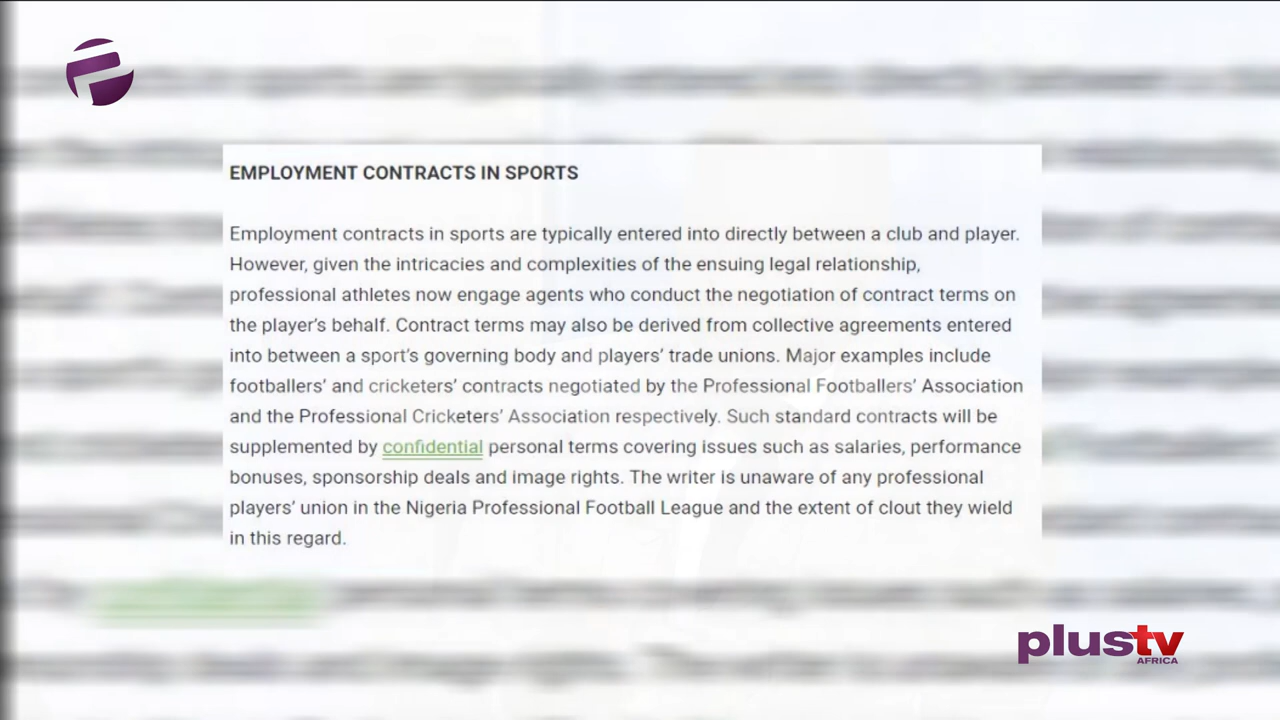 EMPLOYMENT CONTRACTS IN SPORTS
Employment contracts in sports are typically entered into directly between a club and player.
However, given the intricacies and complexities of the ensuing legal relationship,
professional athletes now engage agents who conduct the negotiation of contract terms on
the player's behalf. Contract terms may also be derived from collective agreements entered
into between a sport's governing body and players' trade unions. Major examples include
footballers' and cricketers' contracts negotiated by the Professional Footballers' Association
and the Professional Cricketers' Association respectively. Such standard contracts will be
supplemented by confidential personal terms covering issues such as salaries, performance
bonuses, sponsorship deals and image rights. The writer is unaware of any professional
players' union in the Nigeria Professional Football League and the extent of clout they wield
in this regard.
plustv
AFRICA